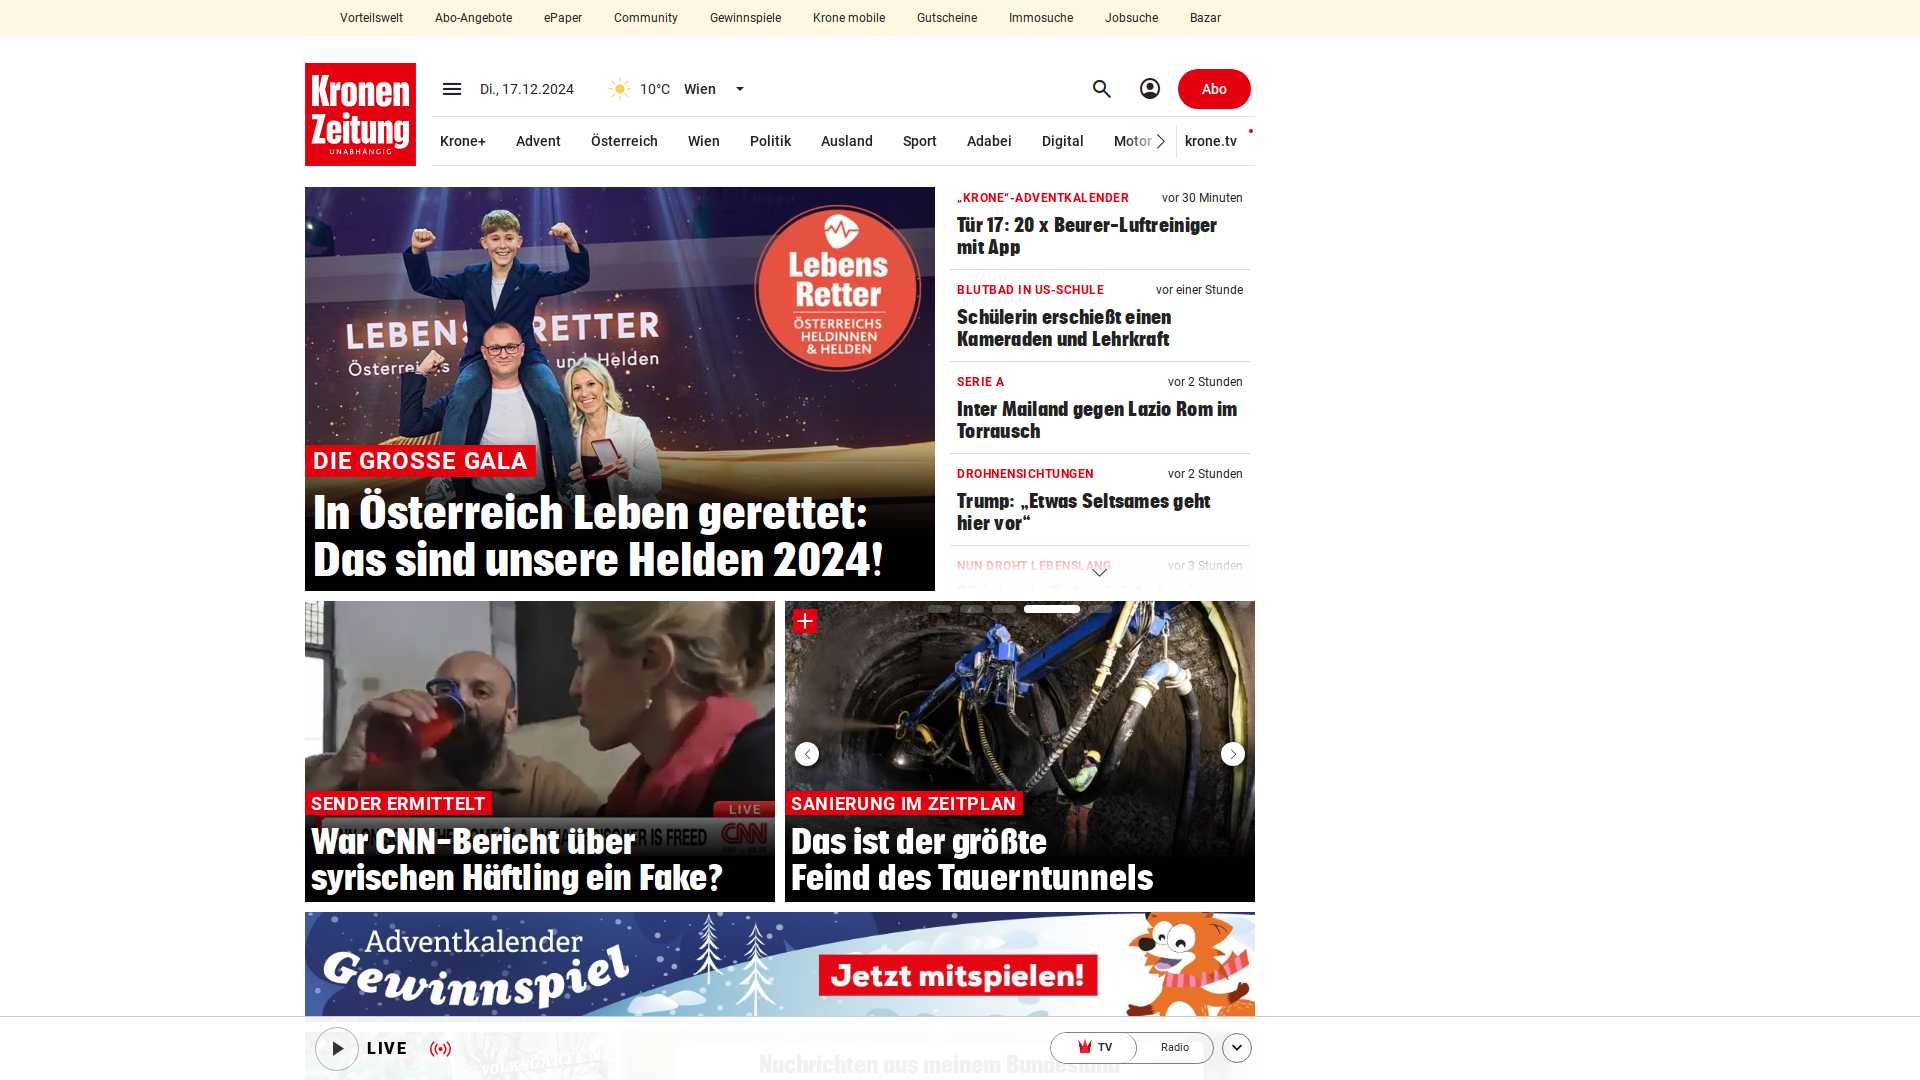 Vorteilswelt
Abo-Angebote
ePaper
Community
Gewinnspiele
Krone mobile
Gutscheine
Immosuche
Jobsuche
Bazar
Kronen
Zeitung
UNABHÄNGIG
Di., 17.12.2024
10°C
Wien
Abo
Krone+
Advent
Österreich
Wien
Politik
Ausland
Sport
Adabei
Digital
Motor
krone.tv
Lebens
Retter
ÖSTERREICHS
HELDINNEN
& HELDEN
DIE GROSSE GALA
In Österreich Leben gerettet:
Das sind unsere Helden 2024!
„KRONE“-ADVENTKALENDER
vor 30 Minuten
Tür 17: 20 x Beurer-Luftreiniger
mit App
BLUTBAD IN US-SCHULE
vor einer Stunde
Schülerin erschießt einen
Kameraden und Lehrkraft
SERIE A
vor 2 Stunden
Inter Mailand gegen Lazio Rom im
Torrausch
DROHNENSICHTUNGEN
vor 2 Stunden
Trump: „Etwas Seltsames geht
hier vor“
NUN DROHT LEBENSLANG
vor 3 Stunden
LIVE
CNN
SENDER ERMITTELT
War CNN-Bericht über
syrischen Häftling ein Fake?
SANIERUNG IM ZEITPLAN
Das ist der größte
Feind des Tauerntunnels
Adventkalender
Gewinnspiel
Jetzt mitspielen!
LIVE
TV
Radio
Nachrichten aus meinem Bundesland